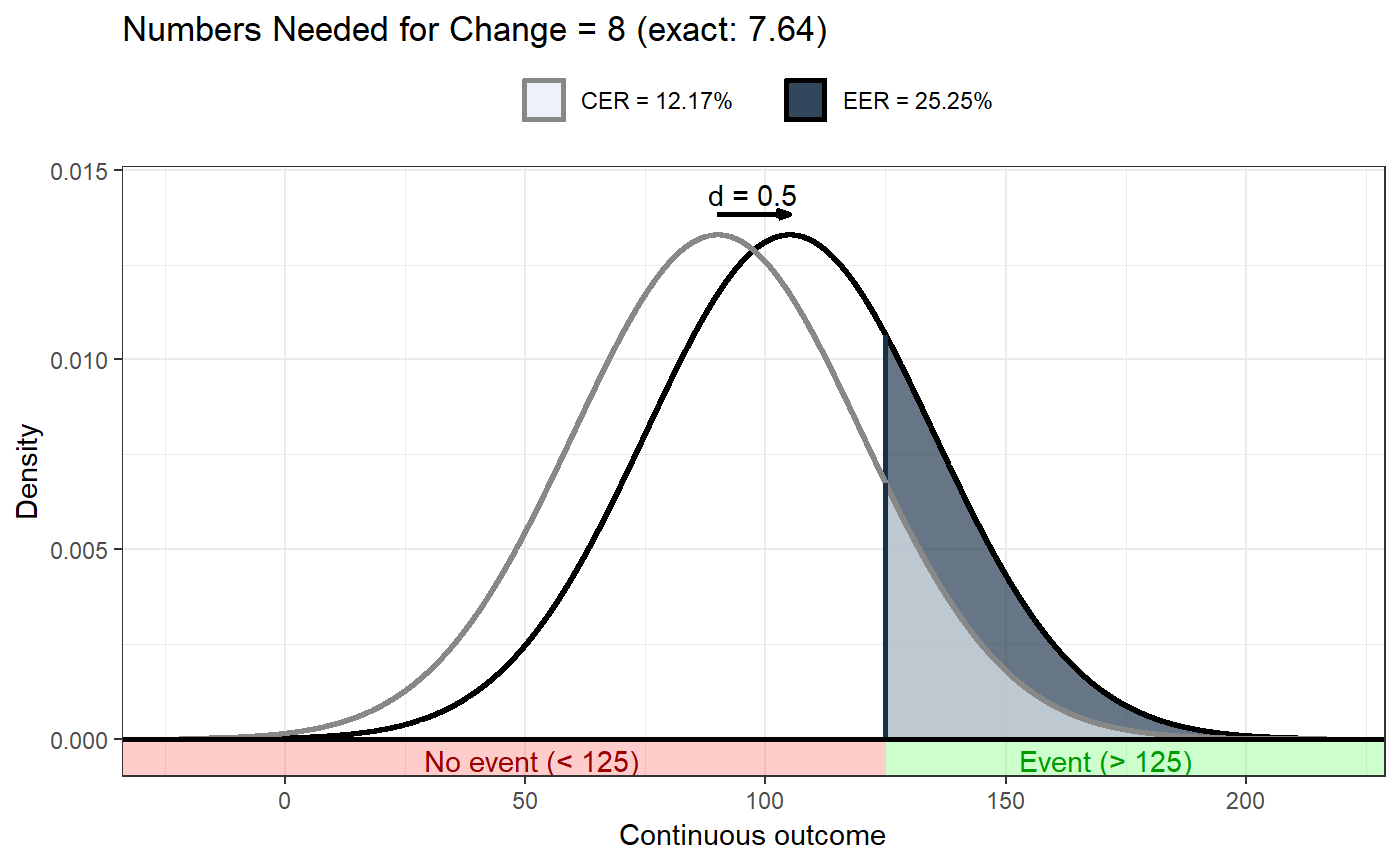 Numbers Needed for Change = 8 (exact: 7.64)
CER = 12.17% EER = 25.25%
0.015
d = 0.5
0.010
Density
0.005
0.000
No event (< 125) Event (> 125)
0 50 100 150 200
Continuous outcome